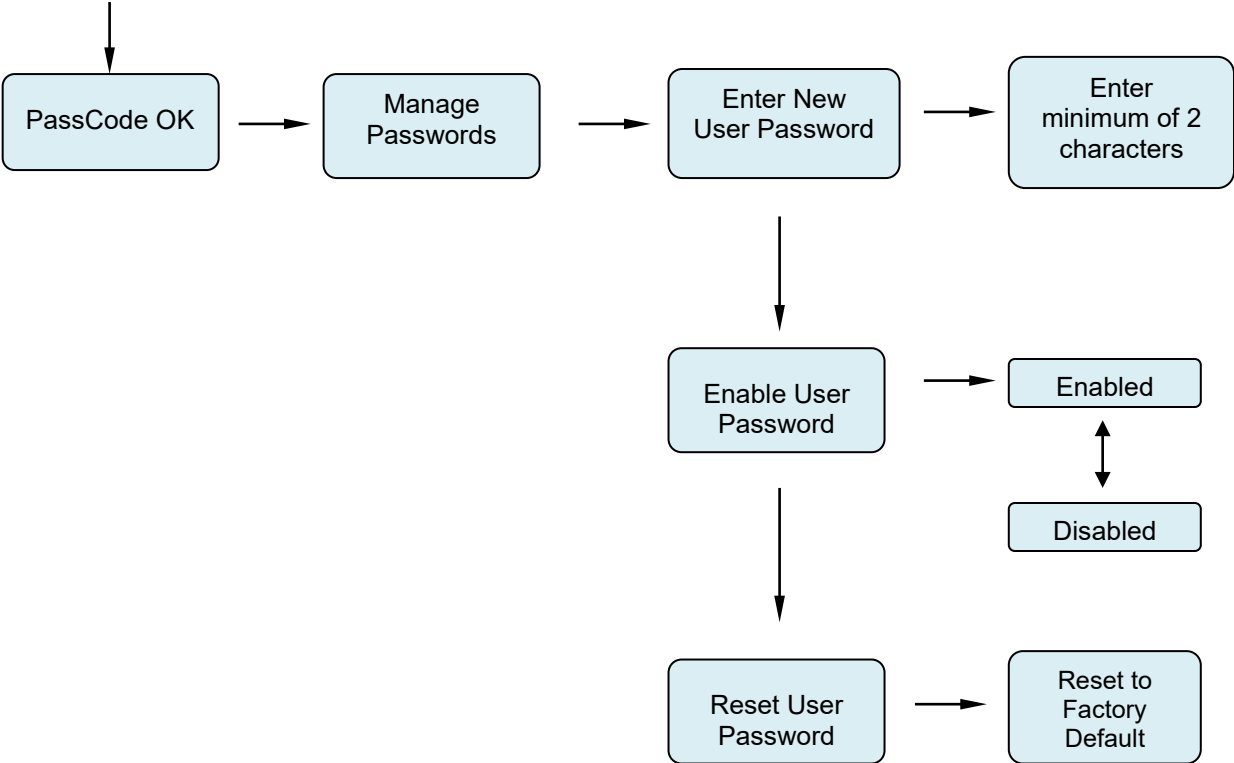 PassCode OK
Manage
Passwords
Enter New
User Password
Enter
minimum of 2
characters
Enable User
Password
Enabled
Disabled
Reset User
Password
Reset to
Factory
Default